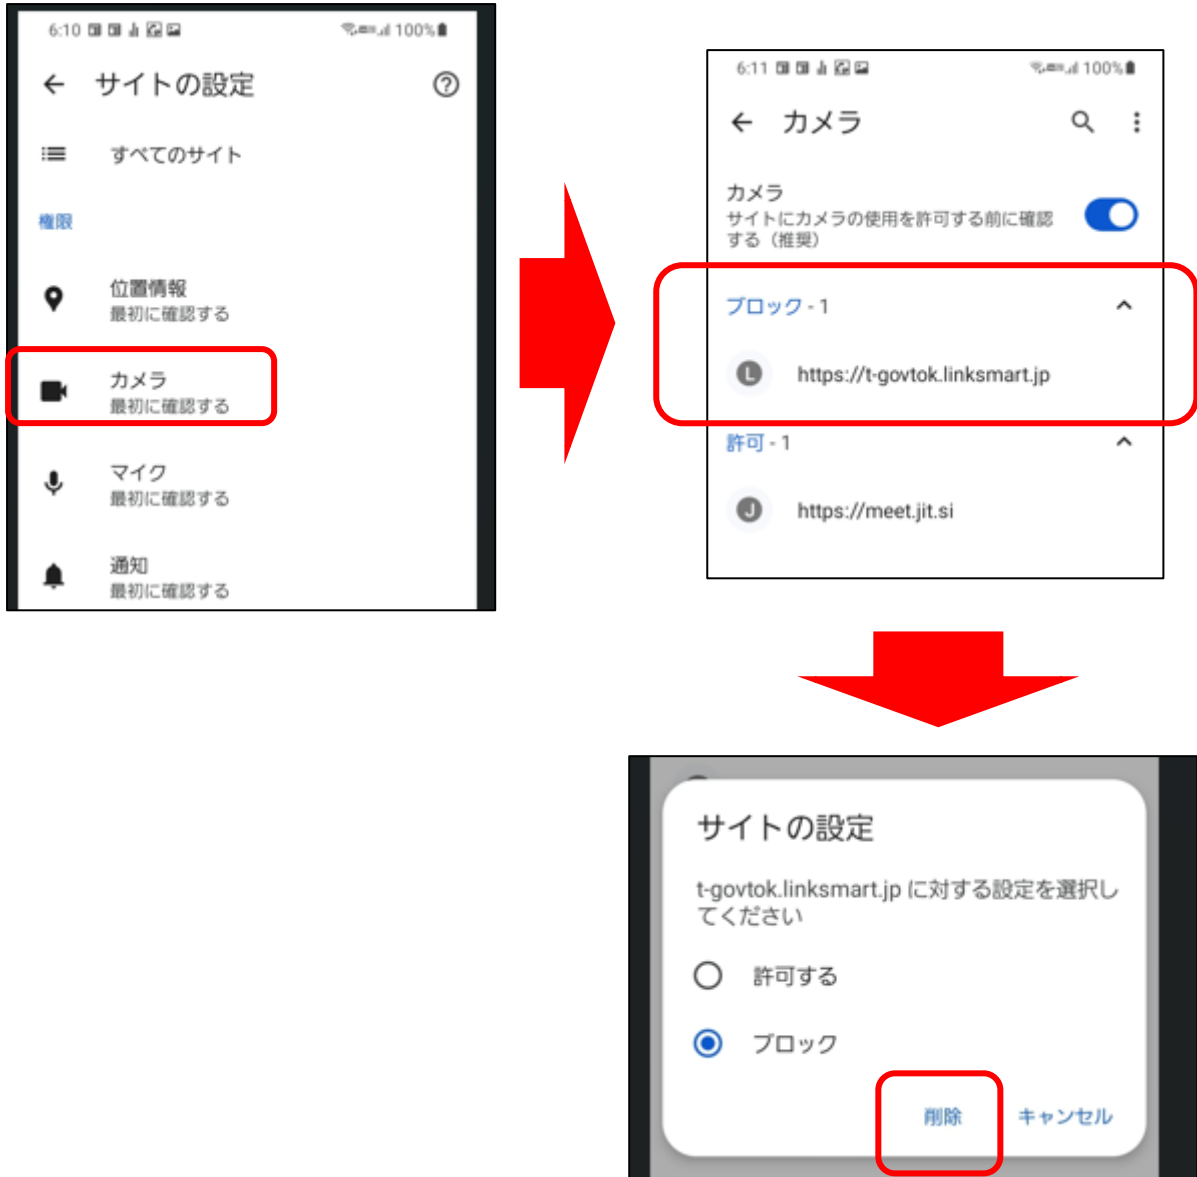 6:10
100%
サイトの設定
すべてのサイト
権限
位置情報
最初に確認する
カメラ
最初に確認する
マイク
最初に確認する
通知
最初に確認する
6:11
100%
カメラ
カメラ
サイトにカメラの使用を許可する前に確認
する（推奨）
ブロック - 1
L
https://t-govtok.linksmart.jp
許可 - 1
J
https://meet.jit.si
サイトの設定
t-govtok.linksmart.jp に対する設定を選択し
てください
許可する
ブロック
削除 キャンセル